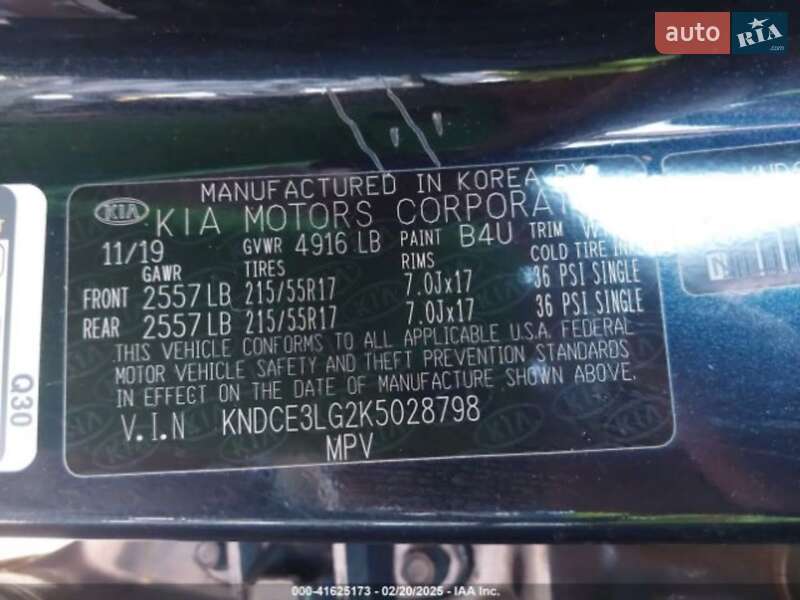 auto RIA.com
MANUFACTURED IN KOREA BY
KIA KIA MOTORS
11/19 GVWR 4916 LB PAINT B4U TRIM
GAWR TIRES RIMS COLD TIRE
FRONT 2557 LB 215/55R17 7.0Jx17 36 PSI SINGLE
REAR 2557 LB 215/55R17 7.0Jx17 36 PSI SINGLE
THIS VEHICLE CONFORMS TO ALL APPLICABLE U.S.A. FEDERAL
MOTOR VEHICLE SAFETY AND THEFT PREVENTION STANDARDS
IN EFFECT ON THE DATE OF MANUFACTURE SHOWN ABOVE.
V.I.N KNDCE3LG2K5028798
MPV
Q30
000-41625173 - 02/20/2025 - IAA Inc.